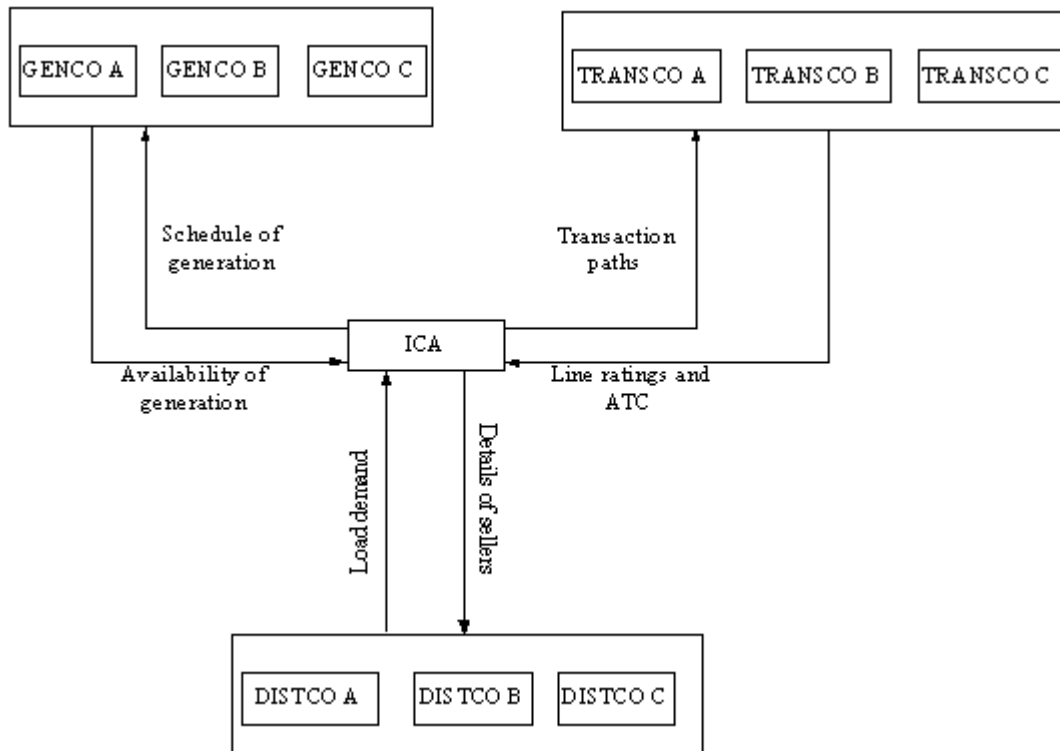 GENCO A
GENCO B
GENCO C
TRANSCO A
TRANSCO B
TRANSCO C
Schedule of
generation
Transaction
paths
ICA
Availability of
generation
Line ratings and
ATC
Load demand
Details of sellers
DISTCO A
DISTCO B
DISTCO C